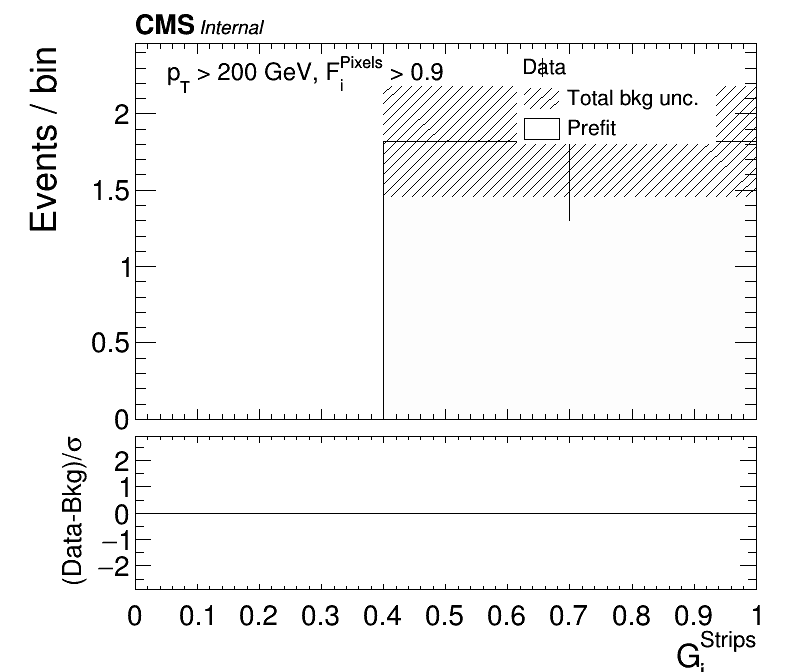 CMS Internal
p_T > 200 GeV, F_i^Pixels > 0.9
Data
Total bkg unc.
Prefit
Events / bin
2
1.5
1
0.5
0
(Data-Bkg)/σ
2
1
0
−1
−2
0 0.1 0.2 0.3 0.4 0.5 0.6 0.7 0.8 0.9 1
G_i^Strips